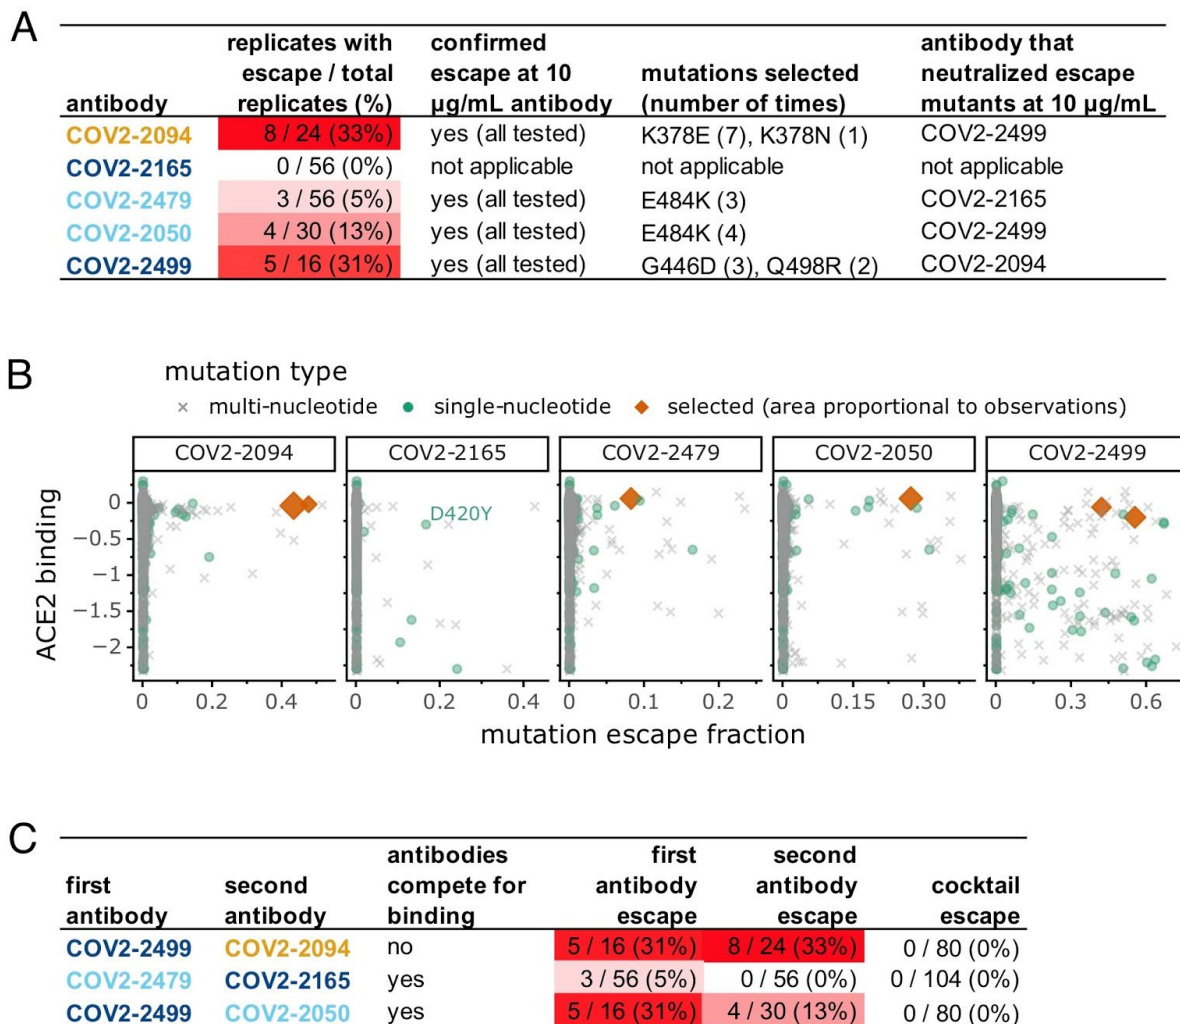 A
replicates with
confirmed
antibody that
escape / total
escape at 10
mutations selected
neutralized escape
antibody
replicates (%)
µg/mL antibody
(number of times)
mutants at 10 µg/mL
COV2-2094 8 / 24 (33%) yes (all tested) K378E (7), K378N (1) COV2-2499
COV2-2165 0 / 56 (0%) not applicable not applicable not applicable
COV2-2479 3 / 56 (5%) yes (all tested) E484K (3) COV2-2165
COV2-2050 4 / 30 (13%) yes (all tested) E484K (4) COV2-2499
COV2-2499 5 / 16 (31%) yes (all tested) G446D (3), Q498R (2) COV2-2094
B
mutation type
multi-nucleotide single-nucleotide selected (area proportional to observations)
COV2-2094 COV2-2165 COV2-2479 COV2-2050 COV2-2499
ACE2 binding
0
−0.5
−1
−1.5
−2
D420Y
0 0.2 0.4 0 0.2 0.4 0 0.1 0.2 0 0.15 0.30 0 0.3 0.6
mutation escape fraction
C
antibodies first second
first second compete for antibody antibody cocktail
antibody antibody binding escape escape escape
COV2-2499 COV2-2094 no 5 / 16 (31%) 8 / 24 (33%) 0 / 80 (0%)
COV2-2479 COV2-2165 yes 3 / 56 (5%) 0 / 56 (0%) 0 / 104 (0%)
COV2-2499 COV2-2050 yes 5 / 16 (31%) 4 / 30 (13%) 0 / 80 (0%)